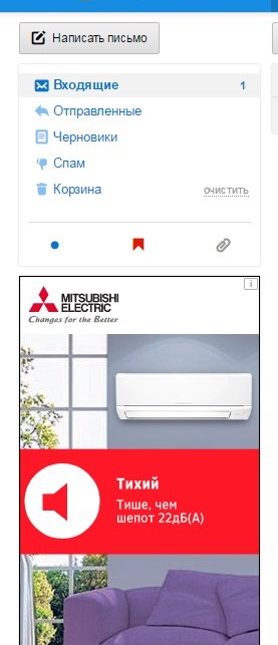 Написать письмо
Входящие 1
Отправленные
Черновики
Спам
Корзина очистить
MITSUBISHI
ELECTRIC
Changes for the Better
Тихий
Тише, чем
шепот 22дБ(А)